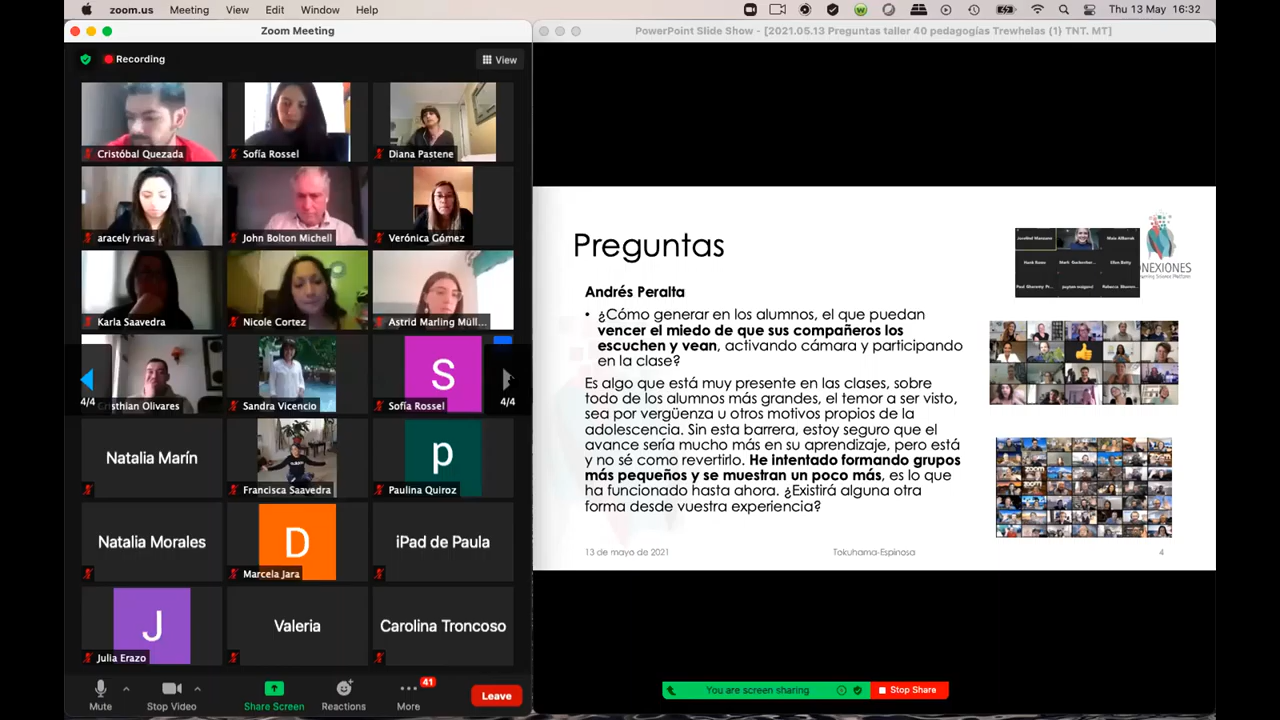 zoom.us Meeting View Edit Window Help
Thu 13 May 16:32
Zoom Meeting
Recording
View
Cristóbal Quezada
Sofía Rossel
Diana Pastene
aracely rivas
John Bolton Michell
Verónica Gómez
Karla Saavedra
Nicole Cortez
Astrid Marling Müll...
4/4
Cristhian Olivares
Sandra Vicencio
S
Sofía Rossel
4/4
Natalia Marín
Francisca Saavedra
p
Paulina Quiroz
Natalia Morales
D
Marcela Jara
iPad de Paula
J
Julia Erazo
Valeria
Carolina Troncoso
Mute
Stop Video
Share Screen
Reactions
41
More
Leave
PowerPoint Slide Show - [2021.05.13 Preguntas taller 40 pedagogías Trewhelas (1) TNT. MT]
Preguntas
Andrés Peralta
• ¿Cómo generar en los alumnos, el que puedan
vencer el miedo de que sus compañeros los
escuchen y vean, activando cámara y participando
en la clase?
Es algo que está muy presente en las clases, sobre
todo de los alumnos más grandes, el temor a ser visto,
sea por vergüenza u otros motivos propios de la
adolescencia. Sin esta barrera, estoy seguro que el
avance sería mucho más en su aprendizaje, pero está
y no sé como revertirlo. He intentado formando grupos
más pequeños y se muestran un poco más, es lo que
ha funcionado hasta ahora. ¿Existirá alguna otra
forma desde vuestra experiencia?
NEXIONES
13 de mayo de 2021
Tokuhama-Espinosa
4
You are screen sharing
Stop Share